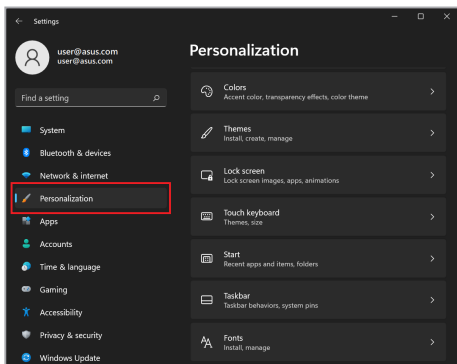 Settings
user@asus.com
user@asus.com
Find a setting
System
Bluetooth & devices
Network & internet
Personalization
Apps
Accounts
Time & language
Gaming
Accessibility
Privacy & security
Windows Update
Personalization
Colors
Accent color, transparency effects, color theme
Themes
Install, create, manage
Lock screen
Lock screen images, apps, animations
Touch keyboard
Themes, size
Start
Recent apps and items, folders
Taskbar
Taskbar behaviors, system pins
Fonts
Install, manage